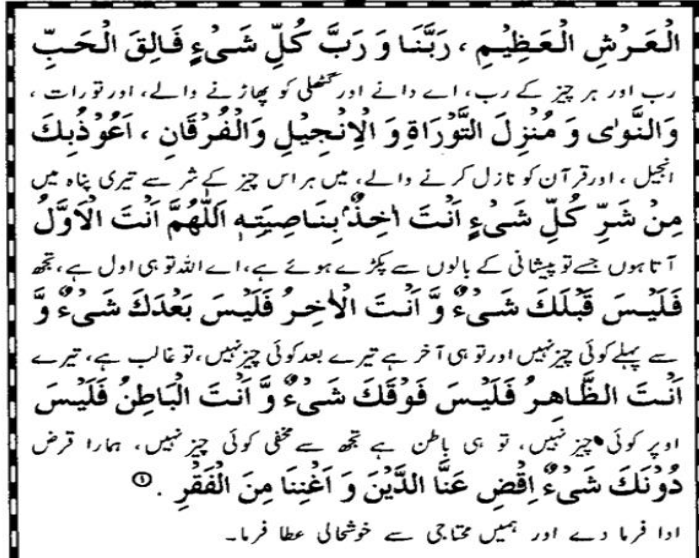 الْعَرْشِ الْعَظِيْمِ ، رَبَّنَا وَ رَبَّ كُلِّ شَیْءٍ فَالِقَ الْحَبِّ
رب اور ہر چیز کے رب، اے دانے اور گٹھلی کو پھاڑنے والے، اور تورات ،
وَالنَّوٰى وَ مُنْزِلَ التَّوْرَاةِ وَ الْاِنْجِيْلِ وَالْفُرْقَانِ ، اَعُوْذُبِكَ
انجیل ، اور قرآن کو نازل کرنے والے، میں ہر اس چیز کے شر سے تیری پناہ میں
مِنْ شَرِّ كُلِّ شَیْءٍ اَنْتَ اٰخِذٌ بِنَاصِيَتِهٖ اَللّٰهُمَّ اَنْتَ الْاَوَّلُ
آتا ہوں جسے تو پیشانی کے بالوں سے پکڑے ہوئے ہے، اے اللہ تو ہی اول ہے، تجھ
فَلَيْسَ قَبْلَكَ شَیْءٌ وَّ اَنْتَ الْاٰخِرُ فَلَيْسَ بَعْدَكَ شَیْءٌ وَّ
سے پہلے کوئی چیز نہیں اور تو ہی آخر ہے تیرے بعد کوئی چیز نہیں، تو غالب ہے، تیرے
اَنْتَ الظَّاهِرُ فَلَيْسَ فَوْقَكَ شَیْءٌ وَّ اَنْتَ الْبَاطِنُ فَلَيْسَ
اوپر کوئی چیز نہیں، تو ہی باطن ہے تجھ سے مخفی کوئی چیز نہیں، ہمارا قرض
دُوْنَكَ شَیْءٌ اِقْضِ عَنَّا الدَّيْنَ وَ اَغْنِنَا مِنَ الْفَقْرِ . ①
ادا فرما دے اور ہمیں محتاجی سے خوشحالی عطا فرما۔